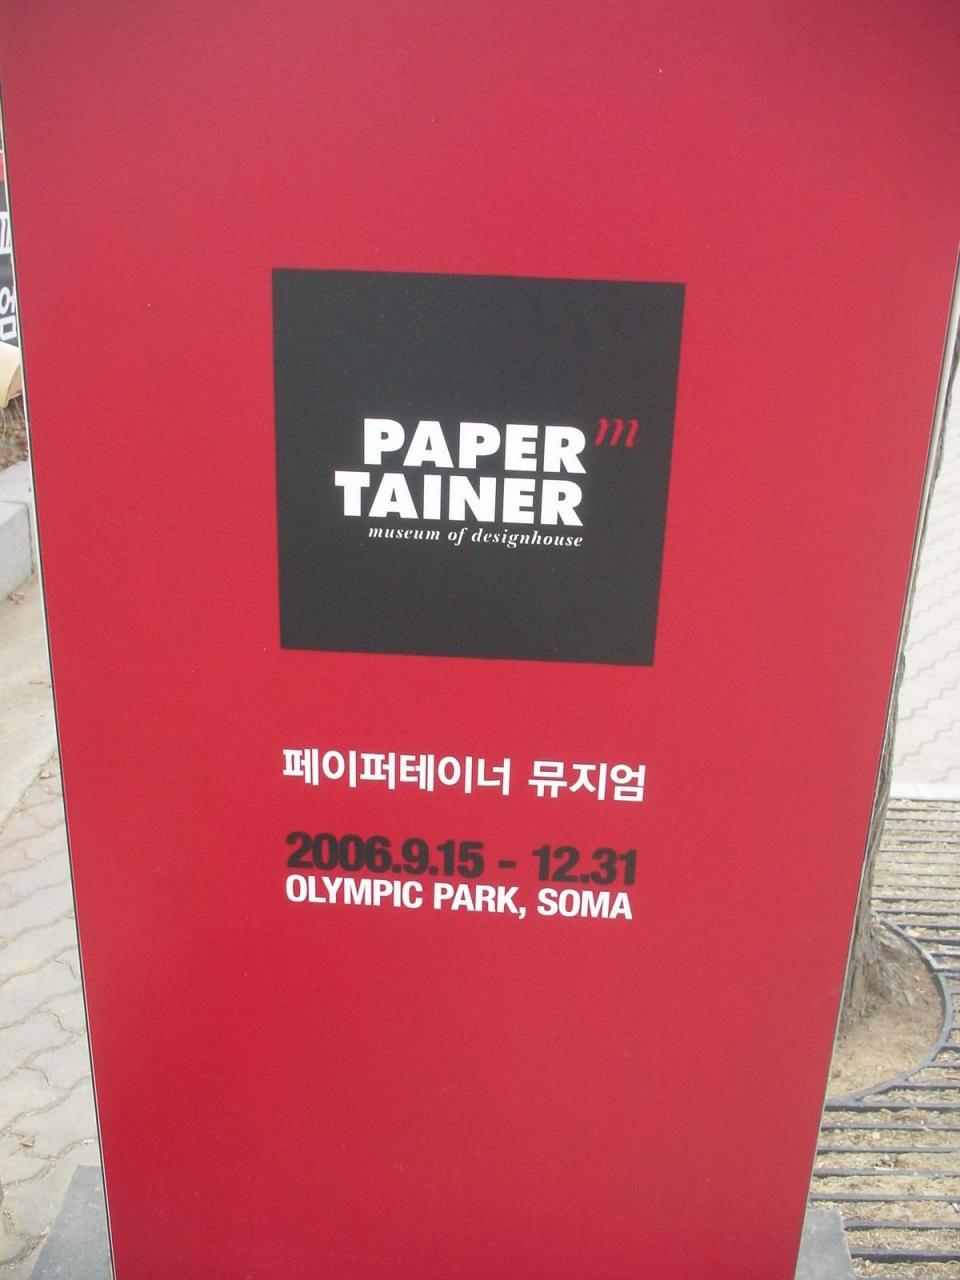 PAPER m
TAINER
museum of designhouse
페이퍼테이너 뮤지엄
2006.9.15 - 12.31
OLYMPIC PARK, SOMA